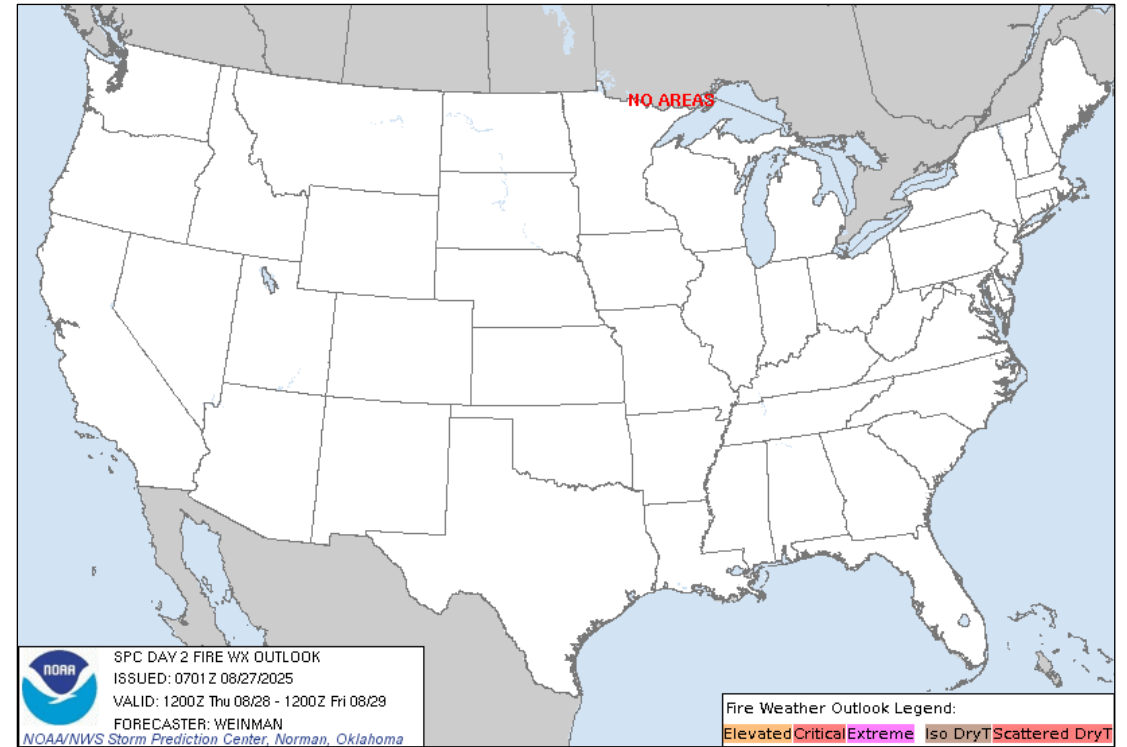 NO AREAS
NOAA
SPC DAY 2 FIRE WX OUTLOOK
ISSUED: 0701Z 08/27/2025
VALID: 1200Z Thu 08/28 - 1200Z Fri 08/29
FORECASTER: WEINMAN
NOAA/NWS Storm Prediction Center, Norman, Oklahoma
Fire Weather Outlook Legend:
Elevated Critical Extreme Iso DryT Scattered DryT